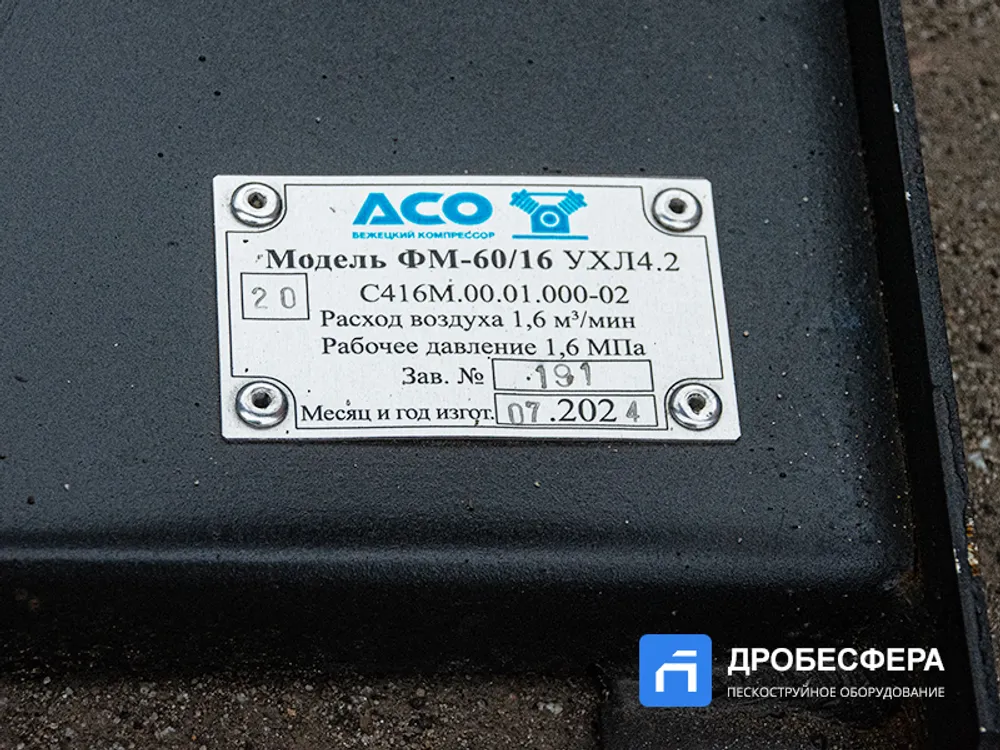 АСО
БЕЖЕЦКИЙ КОМПРЕССОР
Модель ФМ-60/16 УХЛ4.2
20
С416М.00.01.000-02
Расход воздуха 1,6 м³/мин
Рабочее давление 1,6 МПа
Зав. № 191
Месяц и год изгот. 07.2024
ДРОБЕСФЕРА
ПЕСКОСТРУЙНОЕ ОБОРУДОВАНИЕ